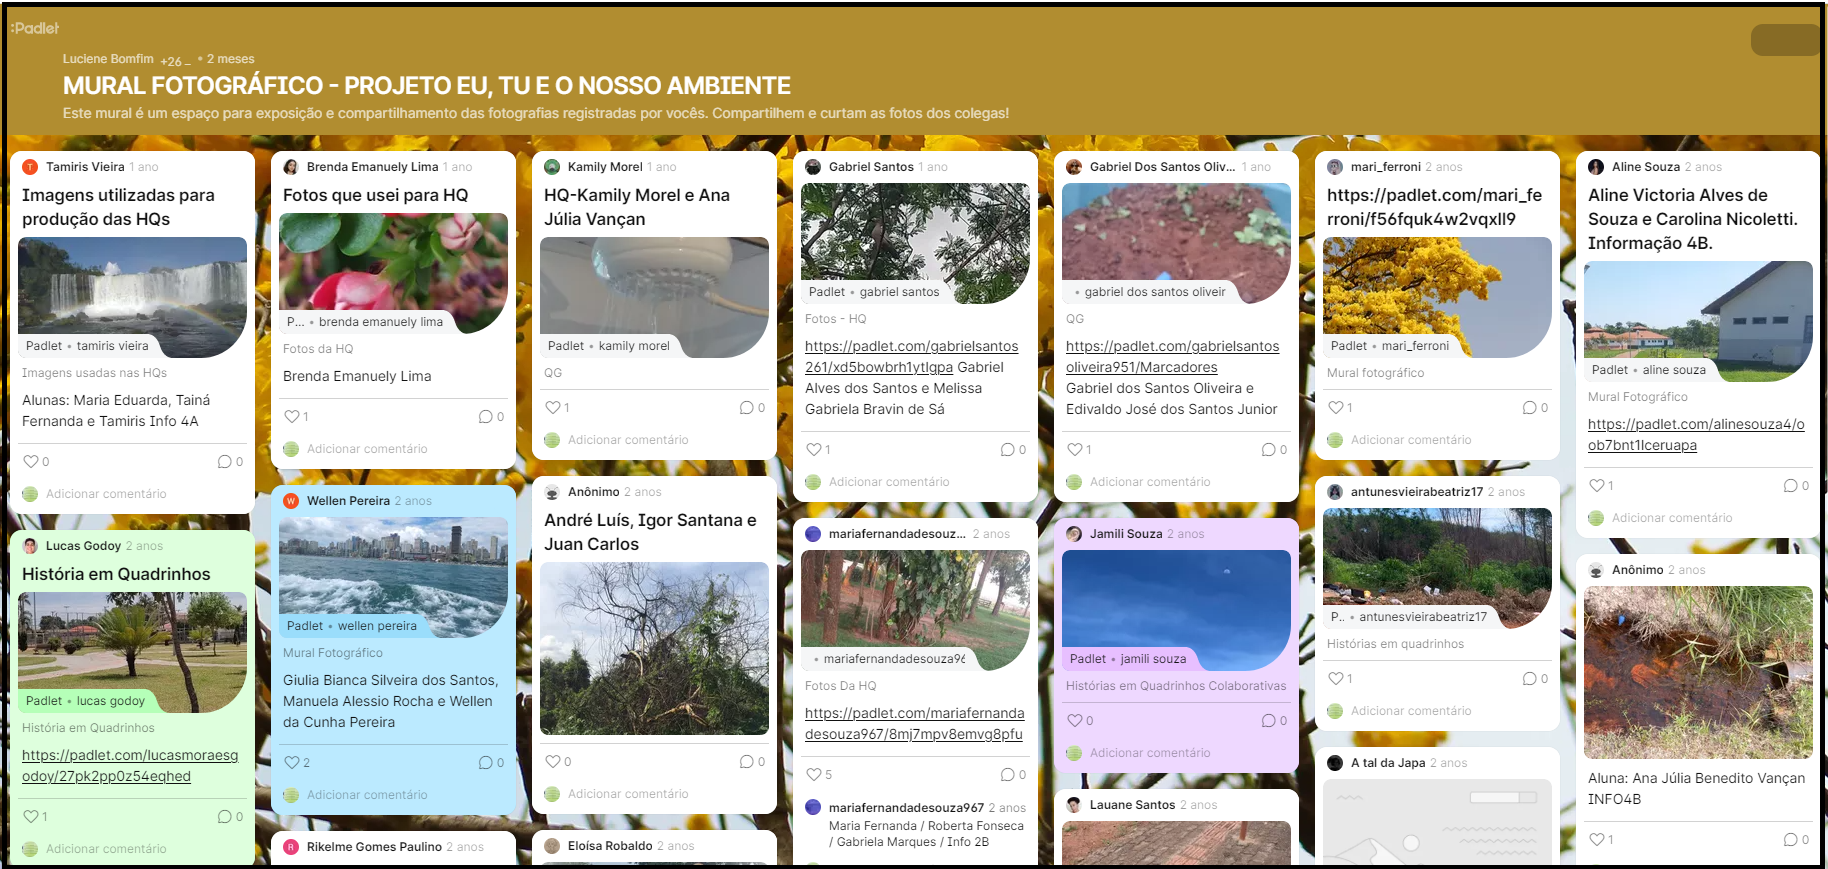 :Padlet
Luciene Bomfim +26 _ • 2 meses
MURAL FOTOGRÁFICO - PROJETO EU, TU E O NOSSO AMBIENTE
Este mural é um espaço para exposição e compartilhamento das fotografias registradas por vocês. Compartilhem e curtam as fotos dos colegas!
T
Tamiris Vieira 1 ano
Imagens utilizadas para
produção das HQs
Padlet • tamiris vieira
Imagens usadas nas HQs
Alunas: Maria Eduarda, Tainá
Fernanda e Tamiris Info 4A
0 0
Adicionar comentário
Lucas Godoy 2 anos
História em Quadrinhos
Padlet • lucas godoy
História em Quadrinhos
https://padlet.com/lucasmoraesg
odoy/27pk2pp0z54eqhed
1 0
Adicionar comentário
Brenda Emanuely Lima 1 ano
Fotos que usei para HQ
P... • brenda emanuely lima
Fotos da HQ
Brenda Emanuely Lima
1 0
Adicionar comentário
W
Wellen Pereira 2 anos
Padlet • wellen pereira
Mural Fotográfico
Giulia Bianca Silveira dos Santos,
Manuela Alessio Rocha e Wellen
da Cunha Pereira
2 0
Adicionar comentário
R
Rikelme Gomes Paulino 2 anos
Kamily Morel 1 ano
HQ-Kamily Morel e Ana
Júlia Vançan
Padlet • kamily morel
QG
1 0
Adicionar comentário
Anônimo 2 anos
André Luís, Igor Santana e
Juan Carlos
0 0
Adicionar comentário
Eloísa Robaldo 2 anos
Gabriel Santos 1 ano
Padlet • gabriel santos
Fotos - HQ
https://padlet.com/gabrielsantos
261/xd5bowbrh1ytlgpa Gabriel
Alves dos Santos e Melissa
Gabriela Bravin de Sá
1 0
Adicionar comentário
mariafernandadesouz... 2 anos
• mariafernandadesouza96
Fotos Da HQ
https://padlet.com/mariafernanda
desouza967/8mj7mpv8emvg8pfu
5 0
mariafernandadesouza967 2 anos
Maria Fernanda / Roberta Fonseca
/ Gabriela Marques / Info 2B
Gabriel Dos Santos Oliv... 1 ano
• gabriel dos santos oliveir
QG
https://padlet.com/gabrielsantos
oliveira951/Marcadores
Gabriel dos Santos Oliveira e
Edivaldo José dos Santos Junior
1 0
Adicionar comentário
Jamili Souza 2 anos
Padlet • jamili souza
Histórias em Quadrinhos Colaborativas
0 0
Adicionar comentário
Lauane Santos 2 anos
mari_ferroni 2 anos
https://padlet.com/mari_fe
rroni/f56fquk4w2vqxll9
Padlet • mari_ferroni
Mural fotográfico
1 0
Adicionar comentário
antunesvieirabeatriz17 2 anos
P.. • antunesvieirabeatriz17
Histórias em quadrinhos
1 0
Adicionar comentário
A tal da Japa 2 anos
Aline Souza 2 anos
Aline Victoria Alves de
Souza e Carolina Nicoletti.
Informação 4B.
Padlet • aline souza
Mural Fotográfico
https://padlet.com/alinesouza4/o
ob7bnt1lceruapa
1 0
Adicionar comentário
Anônimo 2 anos
Aluna: Ana Júlia Benedito Vançan
INFO4B
1 0